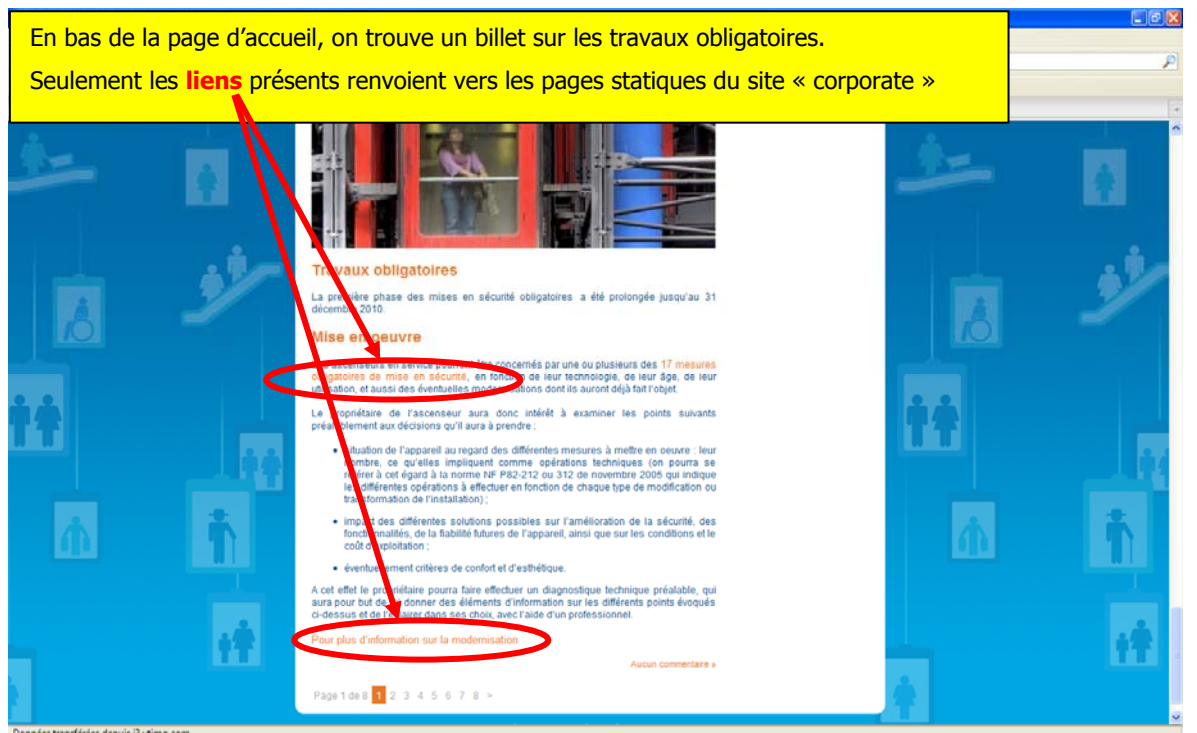 En bas de la page d’accueil, on trouve un billet sur les travaux obligatoires.
Seulement les liens présents renvoient vers les pages statiques du site « corporate »
Travaux obligatoires
La première phase des mises en sécurité obligatoires a été prolongée jusqu'au 31
décembre 2010.
Mise en oeuvre
ascenseurs en service pourront être concernés par une ou plusieurs des 17 mesures
obligatoires de mise en sécurité, en fonction de leur technologie, de leur âge, de leur
utilisation, et aussi des éventuelles modernisations dont ils auront déjà fait l'objet.
Le propriétaire de l'ascenseur aura donc intérêt à examiner les points suivants
préalablement aux décisions qu'il aura à prendre :
• situation de l'appareil au regard des différentes mesures à mettre en oeuvre : leur
nombre, ce qu'elles impliquent comme opérations techniques (on pourra se
référer à cet égard à la norme NF P82-212 ou 312 de novembre 2005 qui indique
les différentes opérations à effectuer en fonction de chaque type de modification ou
transformation de l'installation) ;
• impact des différentes solutions possibles sur l'amélioration de la sécurité, des
fonctionnalités, de la fiabilité futures de l'appareil, ainsi que sur les conditions et le
coût d'exploitation ;
• éventuellement critères de confort et d'esthétique.
A cet effet le propriétaire pourra faire effectuer un diagnostique technique préalable, qui
aura pour but de lui donner des éléments d'information sur les différents points évoqués
ci-dessus et de l'éclairer dans ses choix, avec l'aide d'un professionnel.
Pour plus d'information sur la modernisation
Aucun commentaire »
Page 1 de 8 1 2 3 4 5 6 7 8 >